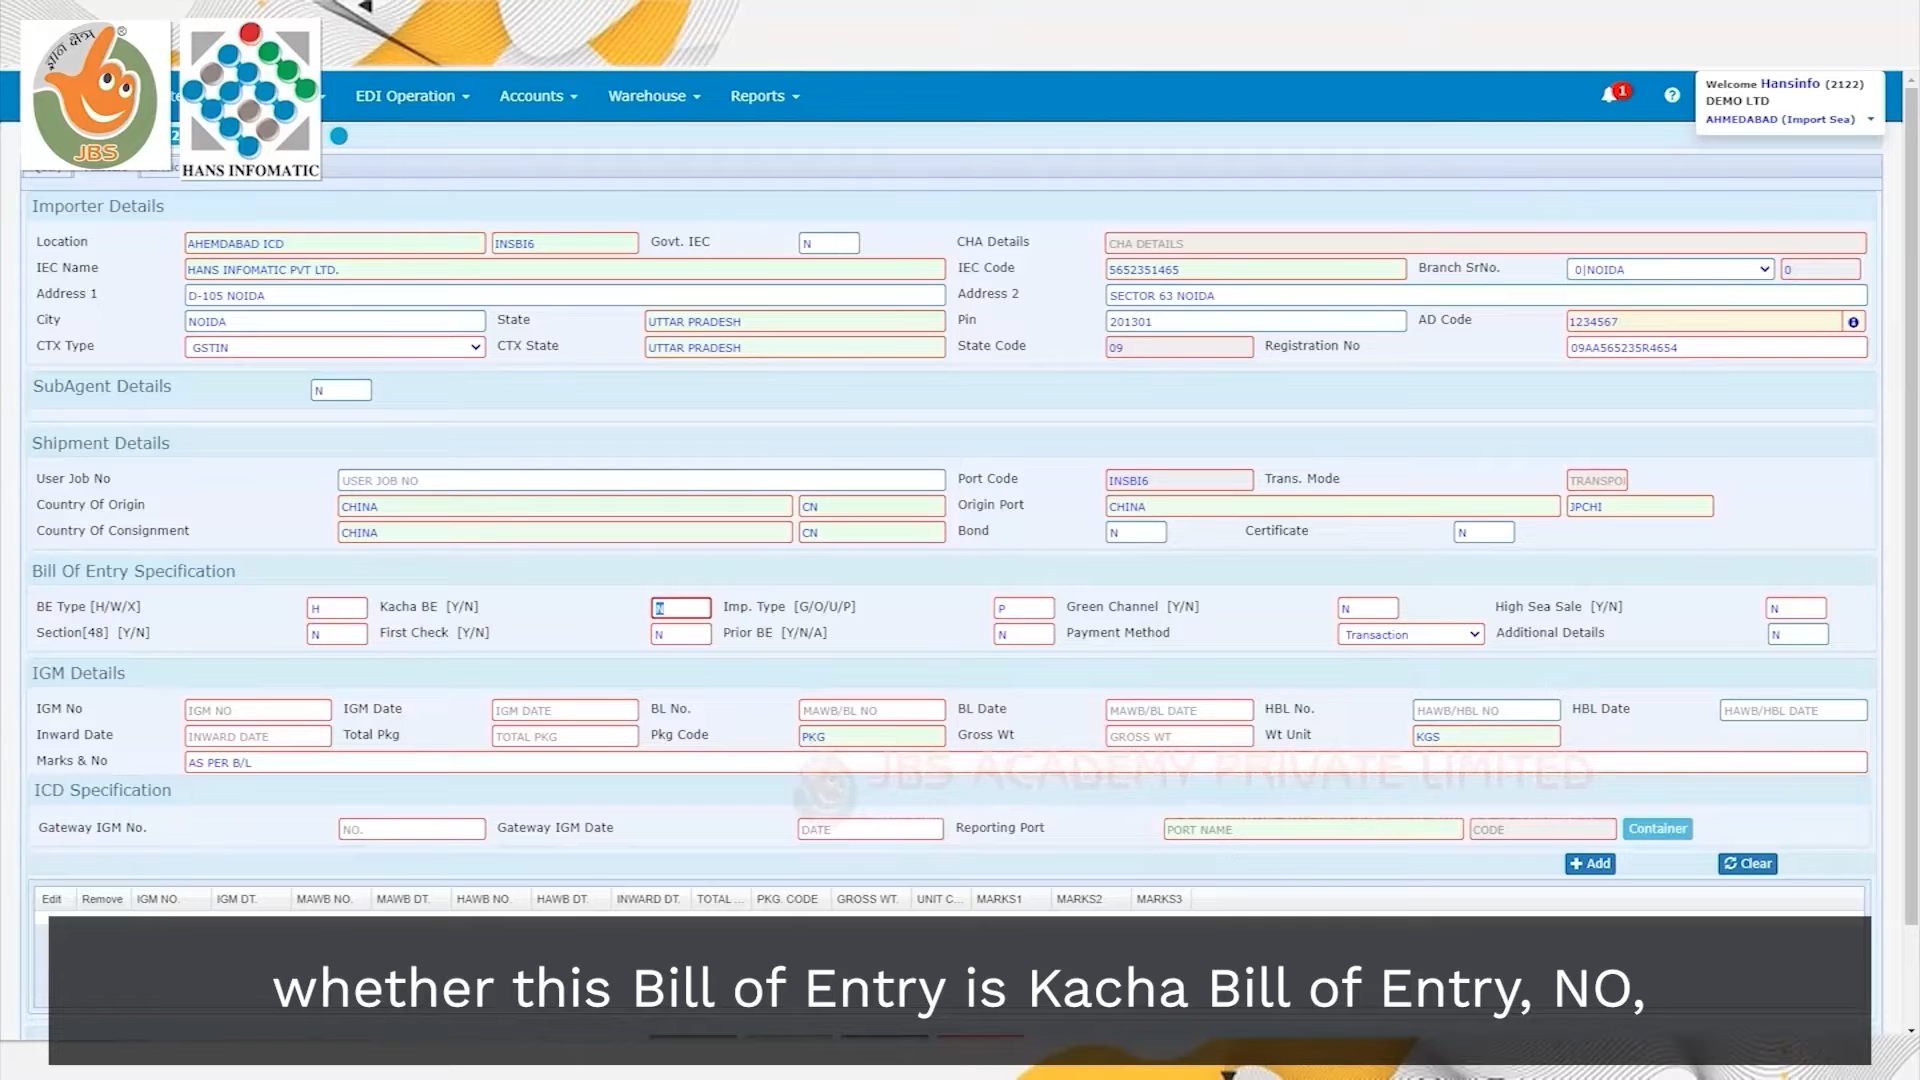 ज्ञान क्षेत्र
®
JBS
HANS INFOMATIC
EDI Operation Accounts Warehouse Reports
1
Welcome Hansinfo (2122)
DEMO LTD
AHMEDABAD (Import Sea)
Importer Details
Location AHEMDABAD ICD INSBI6 Govt. IEC N CHA Details CHA DETAILS
IEC Name HANS INFOMATIC PVT LTD. IEC Code 5652351465 Branch SrNo. 0|NOIDA 0
Address 1 D-105 NOIDA Address 2 SECTOR 63 NOIDA
City NOIDA State UTTAR PRADESH Pin 201301 AD Code 1234567
CTX Type GSTIN CTX State UTTAR PRADESH State Code 09 Registration No 09AA565235R4654
SubAgent Details N
Shipment Details
User Job No USER JOB NO Port Code INSBI6 Trans. Mode TRANSPO
Country Of Origin CHINA CN Origin Port CHINA JPCHI
Country Of Consignment CHINA CN Bond N Certificate N
Bill Of Entry Specification
BE Type [H/W/X] H Kacha BE [Y/N] N Imp. Type [G/O/U/P] P Green Channel [Y/N] N High Sea Sale [Y/N] N
Section[48] [Y/N] N First Check [Y/N] N Prior BE [Y/N/A] N Payment Method Transaction Additional Details N
IGM Details
IGM No IGM NO IGM Date IGM DATE BL No. MAWB/BL NO BL Date MAWB/BL DATE HBL No. HAWB/HBL NO HBL Date HAWB/HBL DATE
Inward Date INWARD DATE Total Pkg TOTAL PKG Pkg Code PKG Gross Wt GROSS WT Wt Unit KGS
Marks & No AS PER B/L
JBS ACADEMY PRIVATE LIMITED
ICD Specification
Gateway IGM No. NO. Gateway IGM Date DATE Reporting Port PORT NAME CODE Container
Add Clear
Edit Remove IGM NO. IGM DT. MAWB NO. MAWB DT. HAWB NO. HAWB DT. INWARD DT. TOTAL ... PKG. CODE GROSS WT. UNIT C... MARKS1 MARKS2 MARKS3
whether this Bill of Entry is Kacha Bill of Entry, NO,